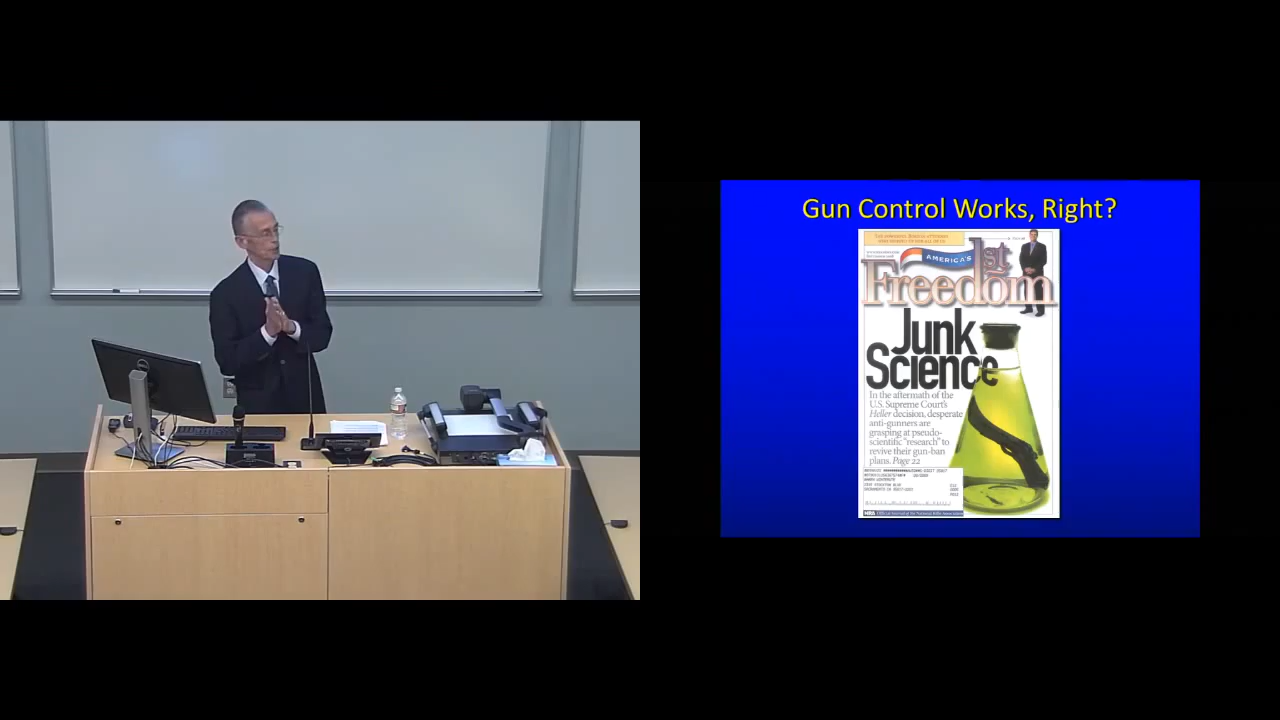 Gun Control Works, Right?
AMERICA'S
1st
Freedom
Junk
Science
In the aftermath of the
U.S. Supreme Court's
Heller decision, desperate
anti-gunners are
grasping at pseudo-
scientific "research" to
revive their gun-ban
plans. Page 22
NRA